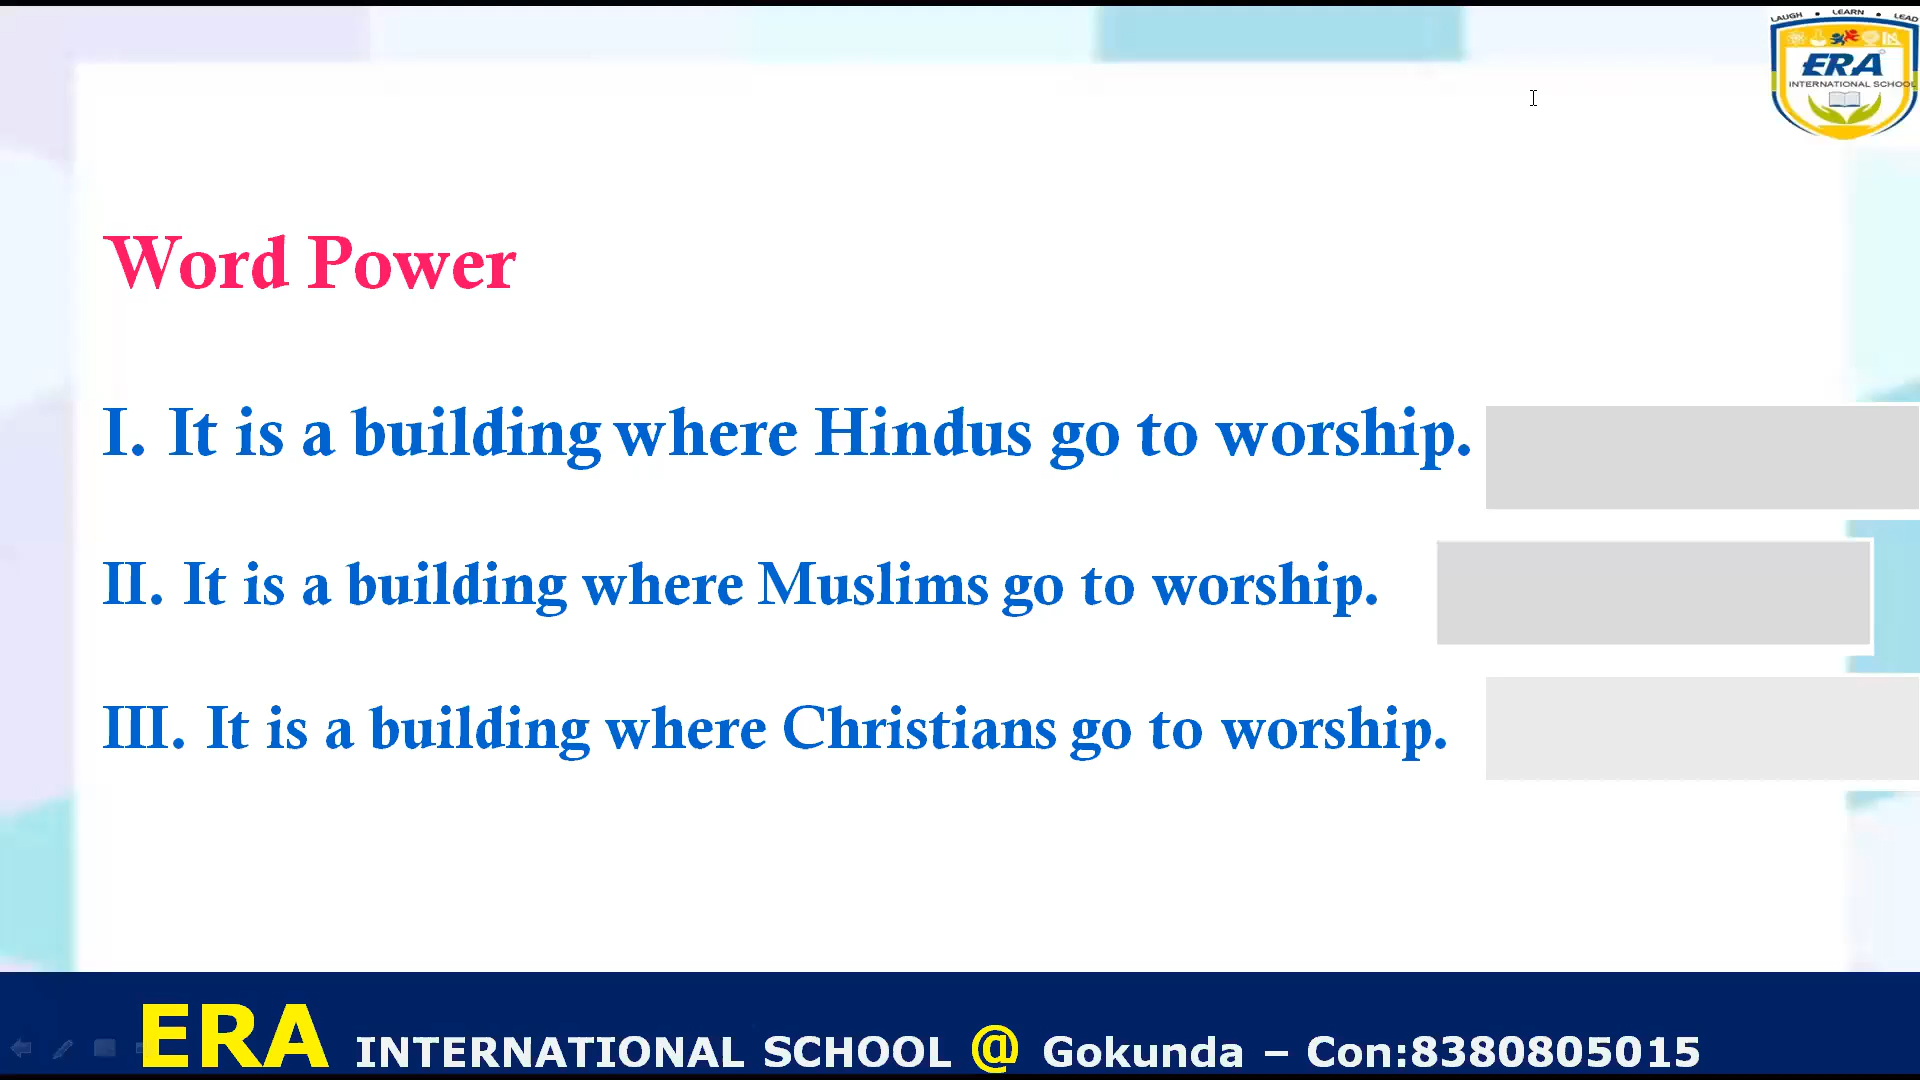 LAUGH • LEARN • LEAD
ERA
INTERNATIONAL SCHOOL
Word Power
I. It is a building where Hindus go to worship.
II. It is a building where Muslims go to worship.
III. It is a building where Christians go to worship.
ERA INTERNATIONAL SCHOOL @ Gokunda – Con:8380805015